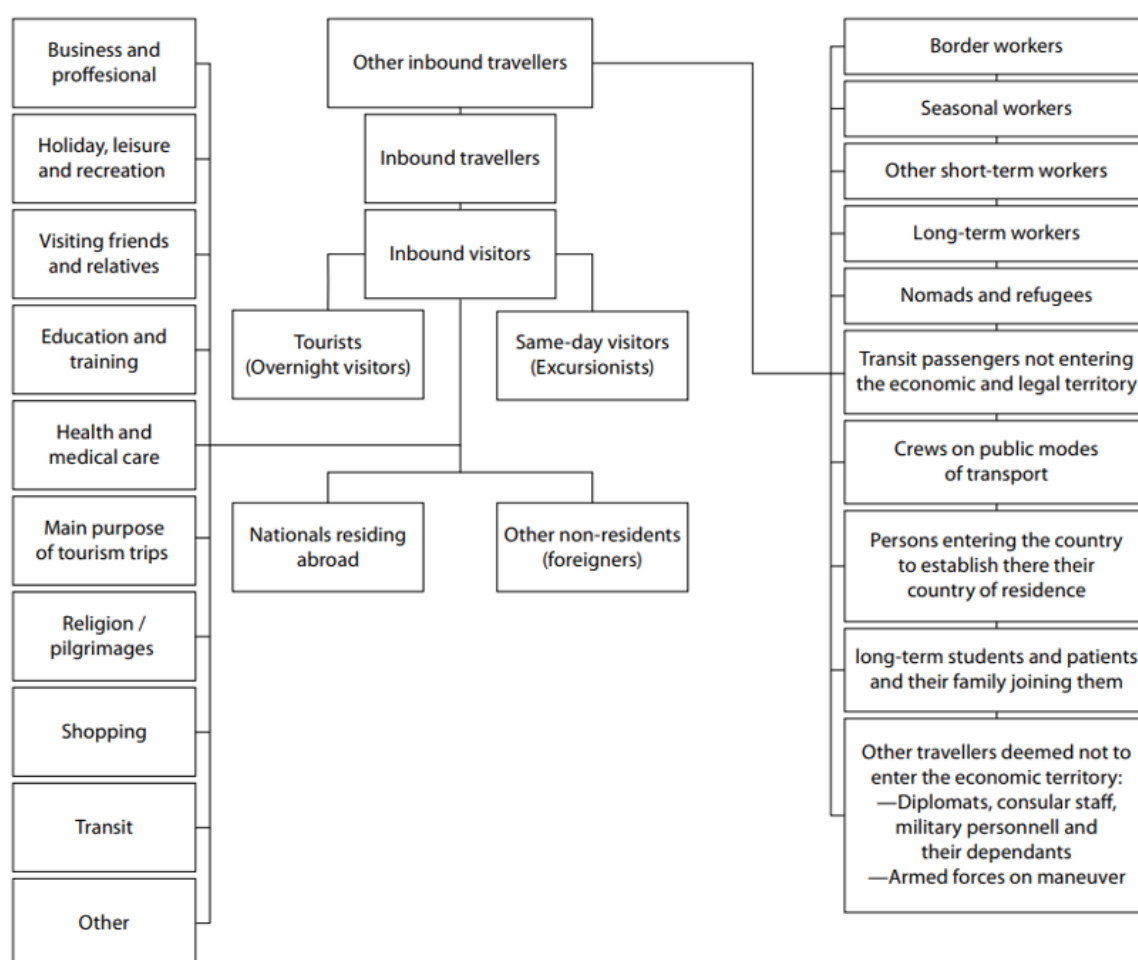 Business and
proffesional
Holiday, leisure
and recreation
Visiting friends
and relatives
Education and
training
Health and
medical care
Main purpose
of tourism trips
Religion /
pilgrimages
Shopping
Transit
Other
Other inbound travellers
Inbound travellers
Inbound visitors
Tourists
(Overnight visitors)
Same-day visitors
(Excursionists)
Nationals residing
abroad
Other non-residents
(foreigners)
Border workers
Seasonal workers
Other short-term workers
Long-term workers
Nomads and refugees
Transit passengers not entering
the economic and legal territory
Crews on public modes
of transport
Persons entering the country
to establish there their
country of residence
long-term students and patients
and their family joining them
Other travellers deemed not to
enter the economic territory:
—Diplomats, consular staff,
military personnell and
their dependants
—Armed forces on maneuver